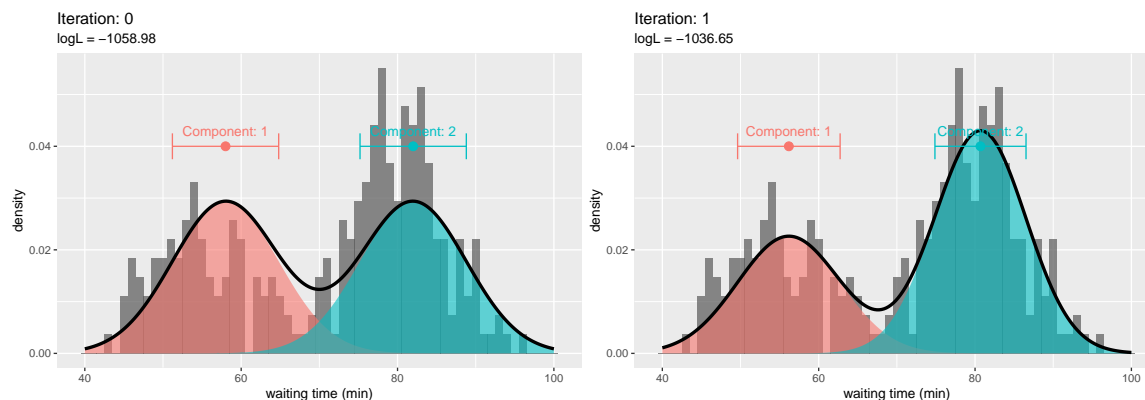 Iteration: 0
logL = −1058.98
Component: 1
Component: 2
0.04
0.02
0.00
density
40
60
80
100
waiting time (min)
Iteration: 1
logL = −1036.65
Component: 1
Component: 2
0.04
0.02
0.00
density
40
60
80
100
waiting time (min)